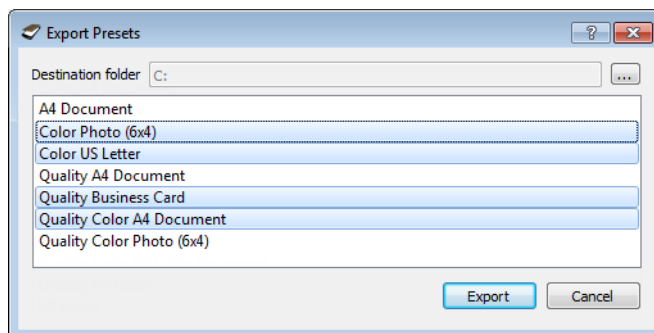 Export Presets
?
Destination folder C:
...
A4 Document
Color Photo (6x4)
Color US Letter
Quality A4 Document
Quality Business Card
Quality Color A4 Document
Quality Color Photo (6x4)
Export Cancel